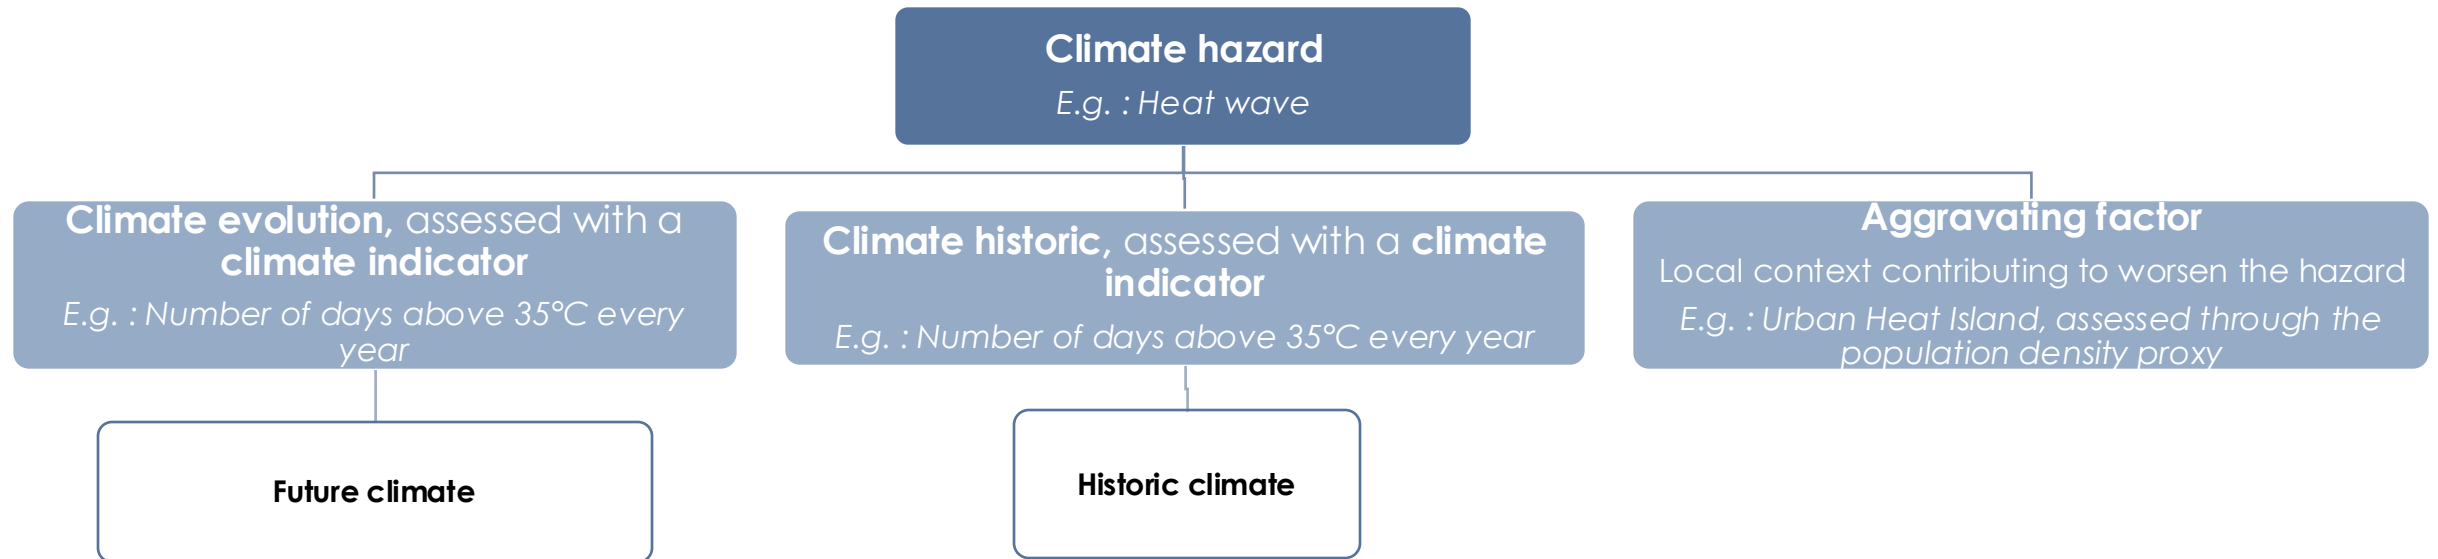 Climate hazard
E.g. : Heat wave
Climate evolution, assessed with a
climate indicator
E.g. : Number of days above 35°C every
year
Climate historic, assessed with a climate
indicator
E.g. : Number of days above 35°C every year
Aggravating factor
Local context contributing to worsen the hazard
E.g. : Urban Heat Island, assessed through the
population density proxy
Future climate
Historic climate